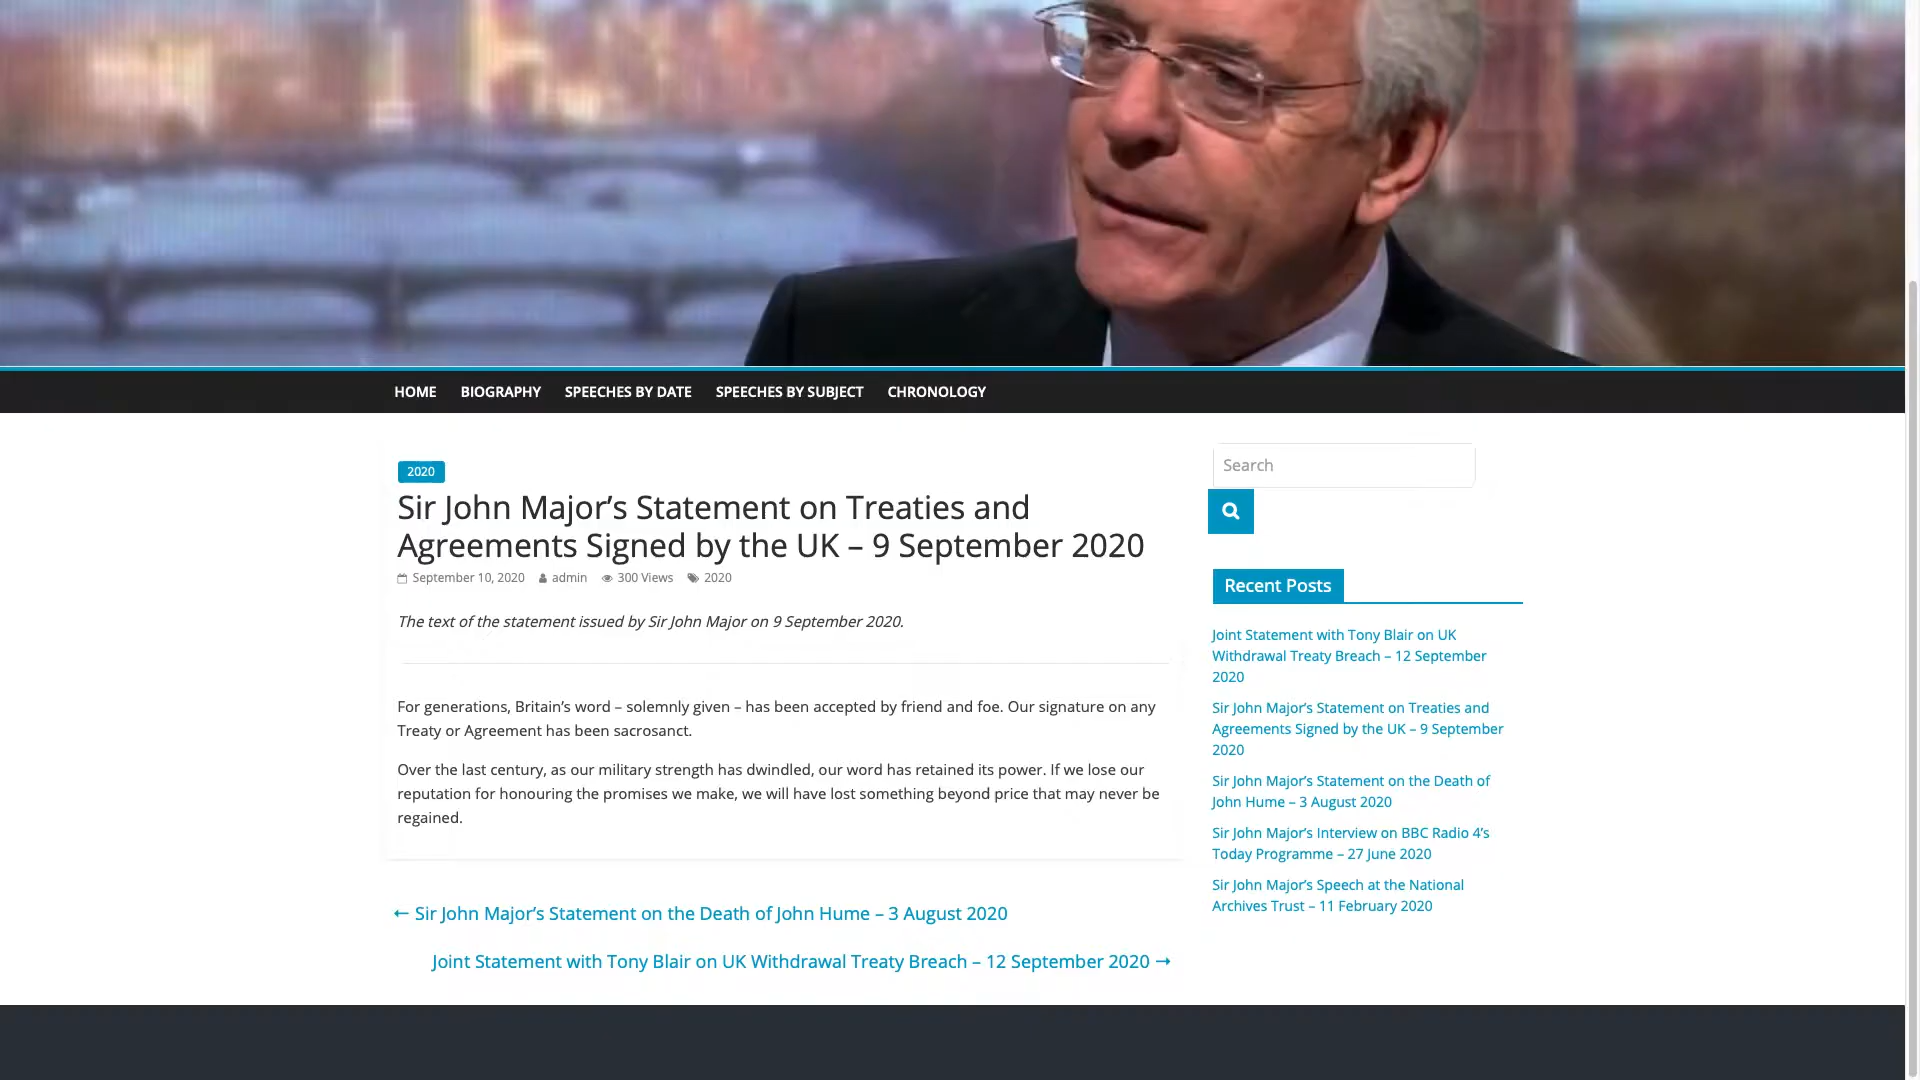 HOME BIOGRAPHY SPEECHES BY DATE SPEECHES BY SUBJECT CHRONOLOGY
2020
Sir John Major’s Statement on Treaties and
Agreements Signed by the UK – 9 September 2020
September 10, 2020 admin 300 Views 2020
The text of the statement issued by Sir John Major on 9 September 2020.
For generations, Britain’s word – solemnly given – has been accepted by friend and foe. Our signature on any
Treaty or Agreement has been sacrosanct.
Over the last century, as our military strength has dwindled, our word has retained its power. If we lose our
reputation for honouring the promises we make, we will have lost something beyond price that may never be
regained.
← Sir John Major’s Statement on the Death of John Hume – 3 August 2020
Joint Statement with Tony Blair on UK Withdrawal Treaty Breach – 12 September 2020 →
Search
Recent Posts
Joint Statement with Tony Blair on UK
Withdrawal Treaty Breach – 12 September
2020
Sir John Major’s Statement on Treaties and
Agreements Signed by the UK – 9 September
2020
Sir John Major’s Statement on the Death of
John Hume – 3 August 2020
Sir John Major’s Interview on BBC Radio 4’s
Today Programme – 27 June 2020
Sir John Major’s Speech at the National
Archives Trust – 11 February 2020